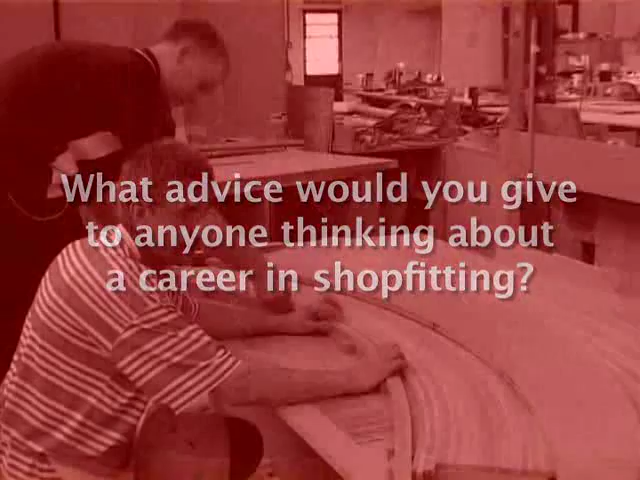 What advice would you give
to anyone thinking about
a career in shopfitting?